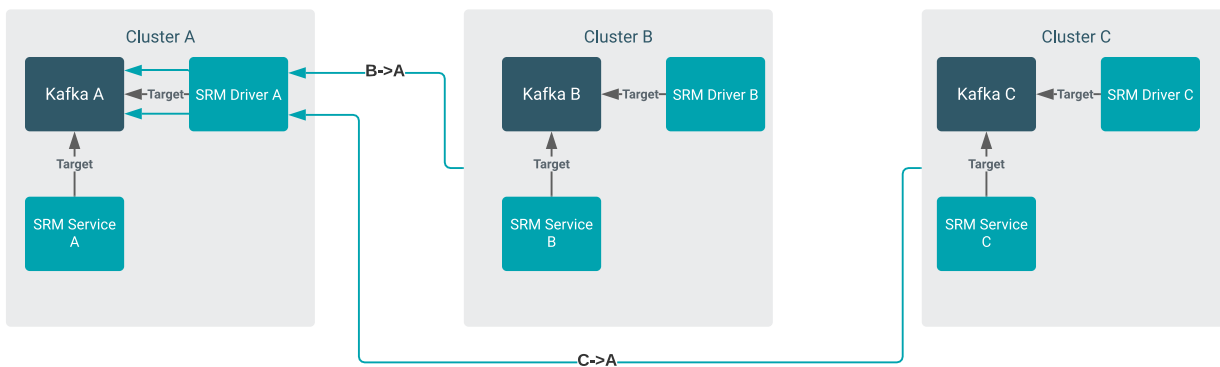 Cluster A
Cluster B
Cluster C
B->A
Kafka A
Target
SRM Driver A
Kafka B
Target
SRM Driver B
Kafka C
Target
SRM Driver C
Target
Target
Target
SRM Service
A
SRM Service
B
SRM Service
C
C->A